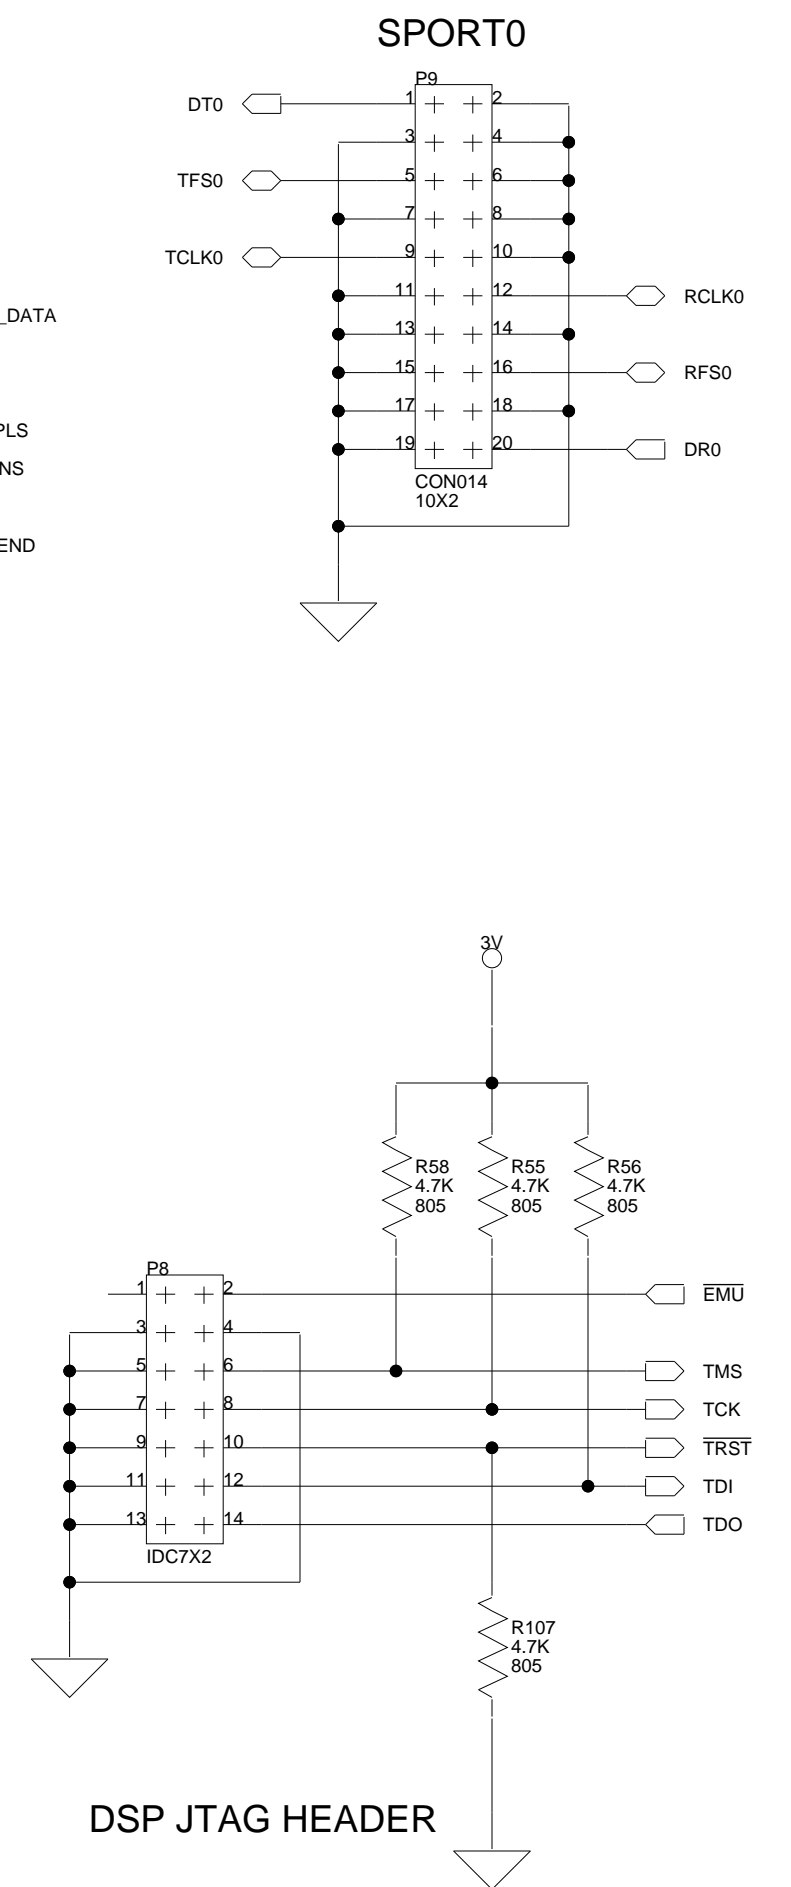 SPORT0
P9
DT0
1
2
3
4
TFS0
5
6
7
8
TCLK0
9
10
11
12
RCLK0
_DATA
13
14
15
16
RFS0
17
18
PLS
19
20
DR0
NS
CON014
10X2
END
3V
R58
4.7K
805
R55
4.7K
805
R56
4.7K
805
P8
1
2
EMU
3
4
5
6
TMS
7
8
TCK
9
10
TRST
11
12
TDI
13
14
TDO
IDC7X2
R107
4.7K
805
DSP JTAG HEADER